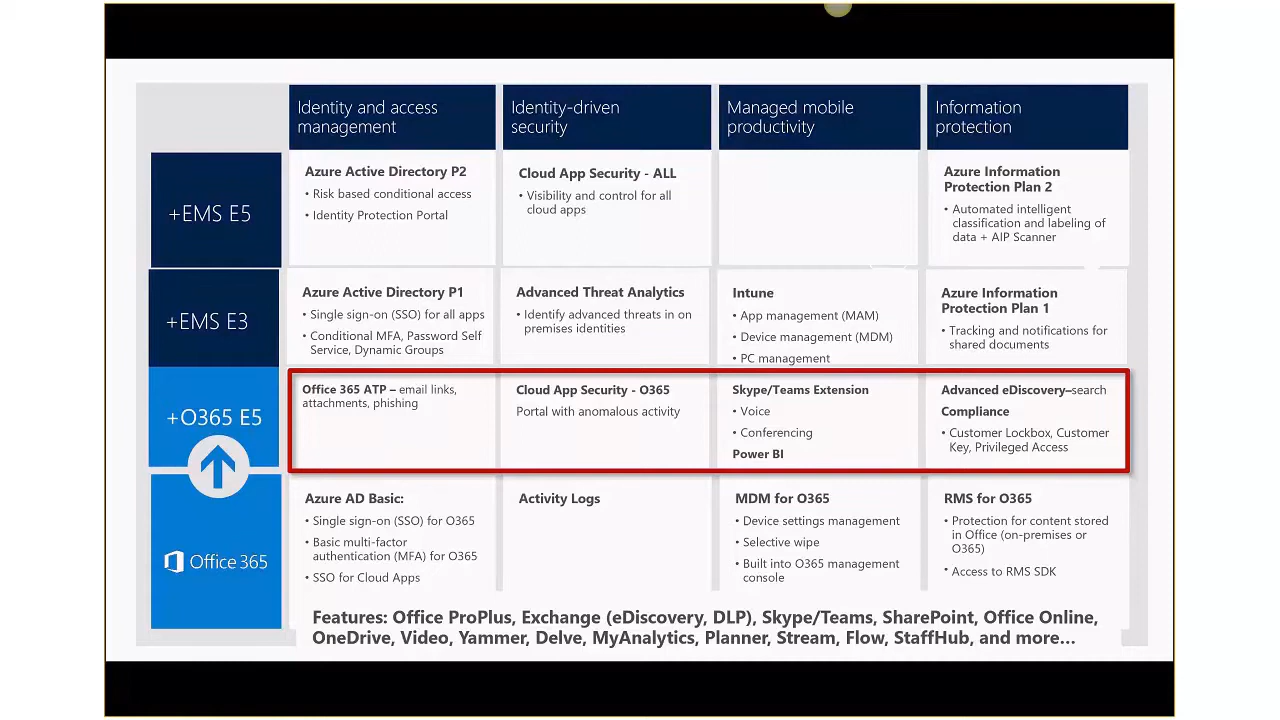 Identity and access
management
Identity-driven
security
Managed mobile
productivity
Information
protection
+EMS E5
Azure Active Directory P2
• Risk based conditional access
• Identity Protection Portal
Cloud App Security - ALL
• Visibility and control for all
cloud apps
Azure Information
Protection Plan 2
• Automated intelligent
classification and labeling of
data + AIP Scanner
+EMS E3
Azure Active Directory P1
• Single sign-on (SSO) for all apps
• Conditional MFA, Password Self
Service, Dynamic Groups
Advanced Threat Analytics
• Identify advanced threats in on
premises identities
Intune
• App management (MAM)
• Device management (MDM)
• PC management
Azure Information
Protection Plan 1
• Tracking and notifications for
shared documents
+O365 E5
Office 365 ATP – email links,
attachments, phishing
Cloud App Security - O365
Portal with anomalous activity
Skype/Teams Extension
• Voice
• Conferencing
Power BI
Advanced eDiscovery–search
Compliance
• Customer Lockbox, Customer
Key, Privileged Access
Office 365
Azure AD Basic:
• Single sign-on (SSO) for O365
• Basic multi-factor
authentication (MFA) for O365
• SSO for Cloud Apps
Activity Logs
MDM for O365
• Device settings management
• Selective wipe
• Built into O365 management
console
RMS for O365
• Protection for content stored
in Office (on-premises or
O365)
• Access to RMS SDK
Features: Office ProPlus, Exchange (eDiscovery, DLP), Skype/Teams, SharePoint, Office Online,
OneDrive, Video, Yammer, Delve, MyAnalytics, Planner, Stream, Flow, StaffHub, and more...